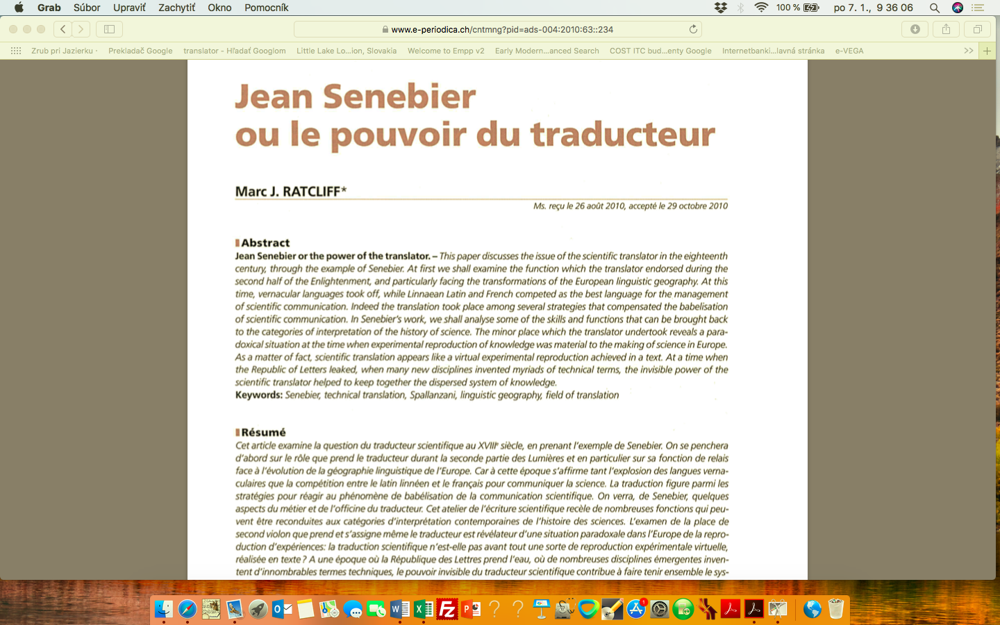 Grab Súbor Upraviť Zachytiť Okno Pomocník 100 % po 7. 1., 9 36 06
www.e-periodica.ch/cntmng?pid=ads-004:2010:63::234
Zrub pri Jazierku · Prekladač Google translator - Hľadať Googlom Little Lake Lo...ion, Slovakia Welcome to Empp v2 Early Modern...anced Search COST ITC bud...enty Google Internetbanki...lavná stránka e-VEGA >> +
Jean Senebier
ou le pouvoir du traducteur
Marc J. RATCLIFF*
Ms. reçu le 26 août 2010, accepté le 29 octobre 2010
Abstract
Jean Senebier or the power of the translator. – This paper discusses the issue of the scientific translator in the eighteenth
century, through the example of Senebier. At first we shall examine the function which the translator endorsed during the
second half of the Enlightenment, and particularly facing the transformations of the European linguistic geography. At this
time, vernacular languages took off, while Linnaean Latin and French competed as the best language for the management
of scientific communication. Indeed the translation took place among several strategies that compensated the babelisation
of scientific communication. In Senebier's work, we shall analyse some of the skills and functions that can be brought back
to the categories of interpretation of the history of science. The minor place which the translator undertook reveals a para-
doxical situation at the time when experimental reproduction of knowledge was material to the making of science in Europe.
As a matter of fact, scientific translation appears like a virtual experimental reproduction achieved in a text. At a time when
the Republic of Letters leaked, when many new disciplines invented myriads of technical terms, the invisible power of the
scientific translator helped to keep together the dispersed system of knowledge.
Keywords: Senebier, technical translation, Spallanzani, linguistic geography, field of translation
Résumé
Cet article examine la question du traducteur scientifique au XVIIIᵉ siècle, en prenant l'exemple de Senebier. On se penchera
d'abord sur le rôle que prend le traducteur durant la seconde partie des Lumières et en particulier sur sa fonction de relais
face à l'évolution de la géographie linguistique de l'Europe. Car à cette époque s'affirme tant l'explosion des langues verna-
culaires que la compétition entre le latin linnéen et le français pour communiquer la science. La traduction figure parmi les
stratégies pour réagir au phénomène de babélisation de la communication scientifique. On verra, de Senebier, quelques
aspects du métier et de l'officine du traducteur. Cet atelier de l'écriture scientifique recèle de nombreuses fonctions qui peu-
vent être reconduites aux catégories d'interprétation contemporaines de l'histoire des sciences. L'examen de la place de
second violon que prend et s'assigne même le traducteur est révélateur d'une situation paradoxale dans l'Europe de la repro-
duction d'expériences: la traduction scientifique n'est-elle pas avant tout une sorte de reproduction expérimentale virtuelle,
réalisée en texte ? A une époque où la République des Lettres prend l'eau, où de nombreuses disciplines émergentes inven-
tent d'innombrables termes techniques, le pouvoir invisible du traducteur scientifique contribue à faire tenir ensemble le sys-